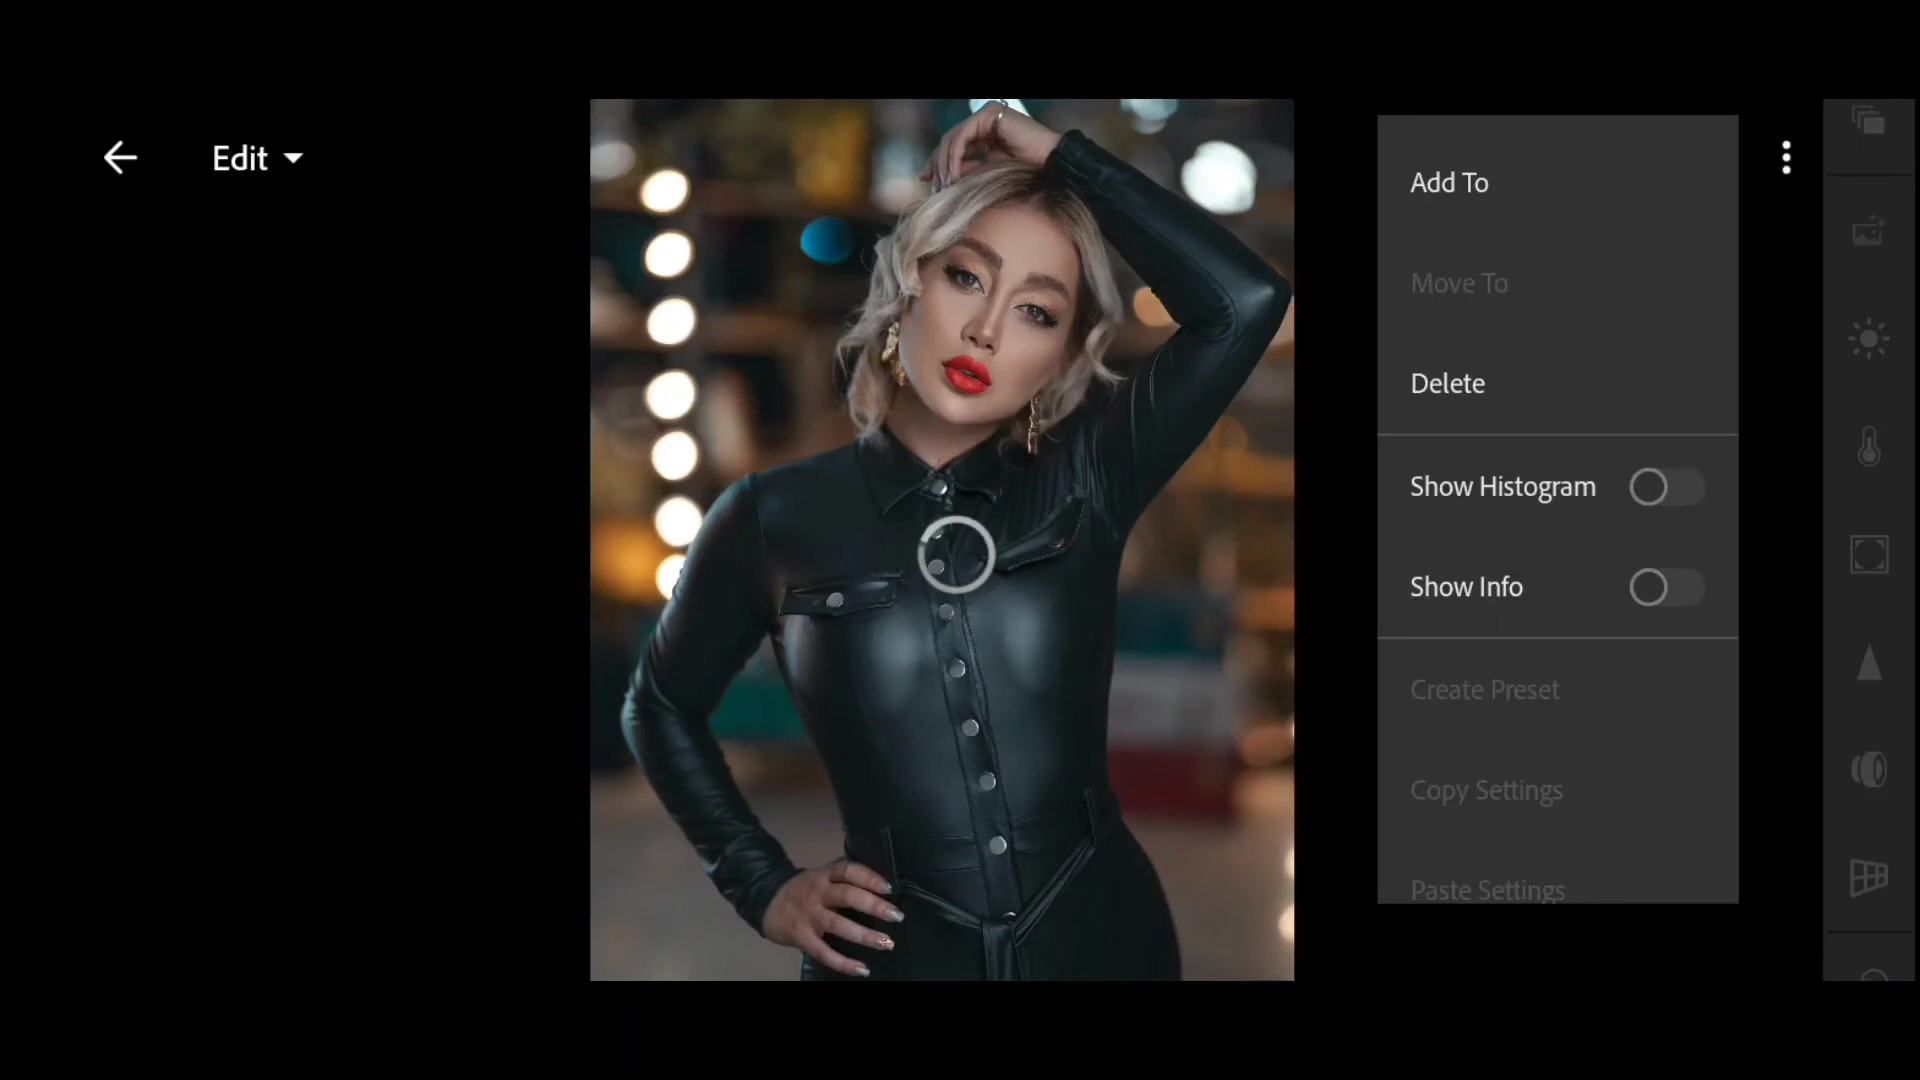 Edit
Add To
Move To
Delete
Show Histogram
Show Info
Create Preset
Copy Settings
Paste Settings